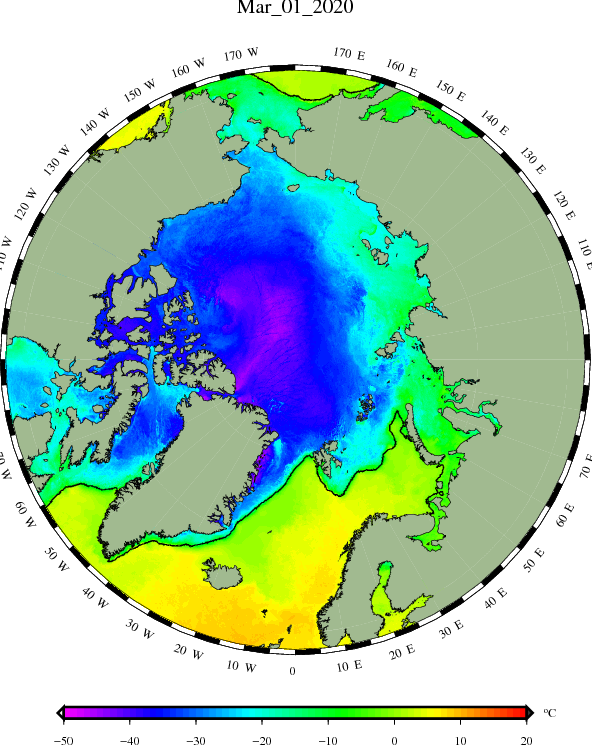 Mar_01_2020
170 W
170 E
160 W
160 E
150 W
150 E
140 W
140 E
130 W
130 E
120 W
120 E
110 E
70 E
60 W
60 E
50 W
50 E
40 W
40 E
30 W
30 E
20 W
20 E
10 W
10 E
0
°C
−50 −40 −30 −20 −10 0 10 20